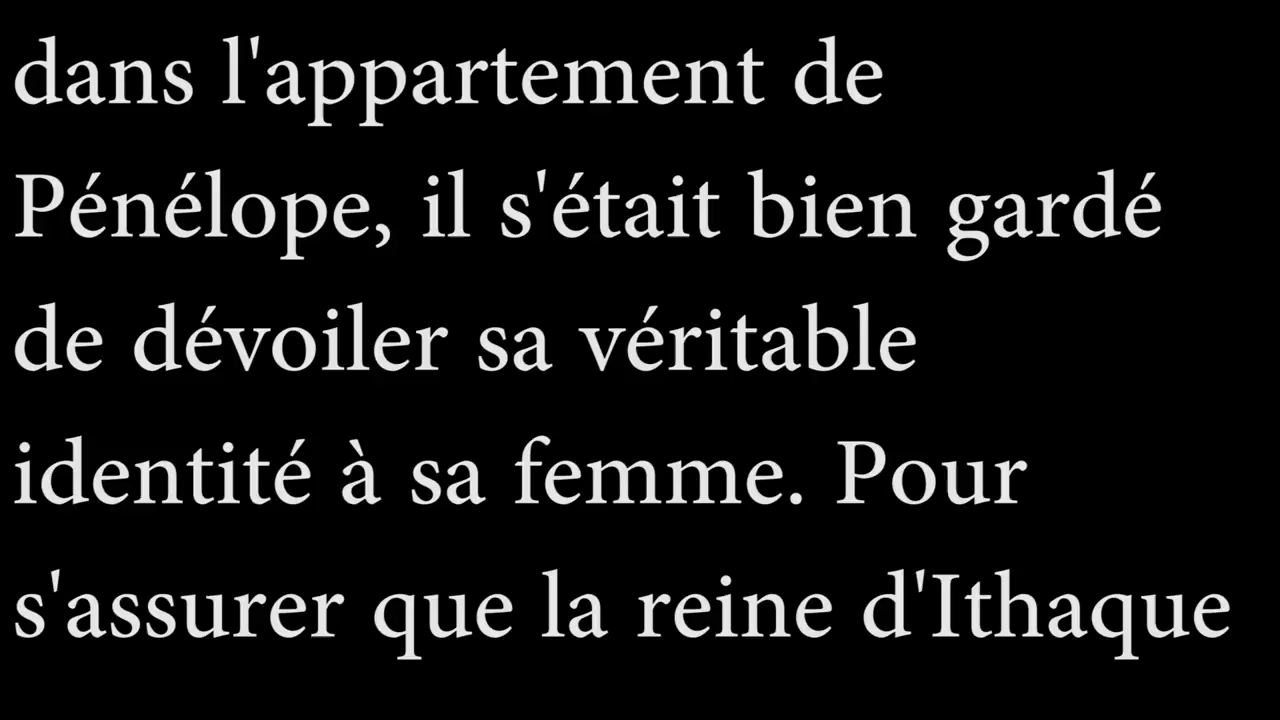 dans l'appartement de
Pénélope, il s'était bien gardé
de dévoiler sa véritable
identité à sa femme. Pour
s'assurer que la reine d'Ithaque